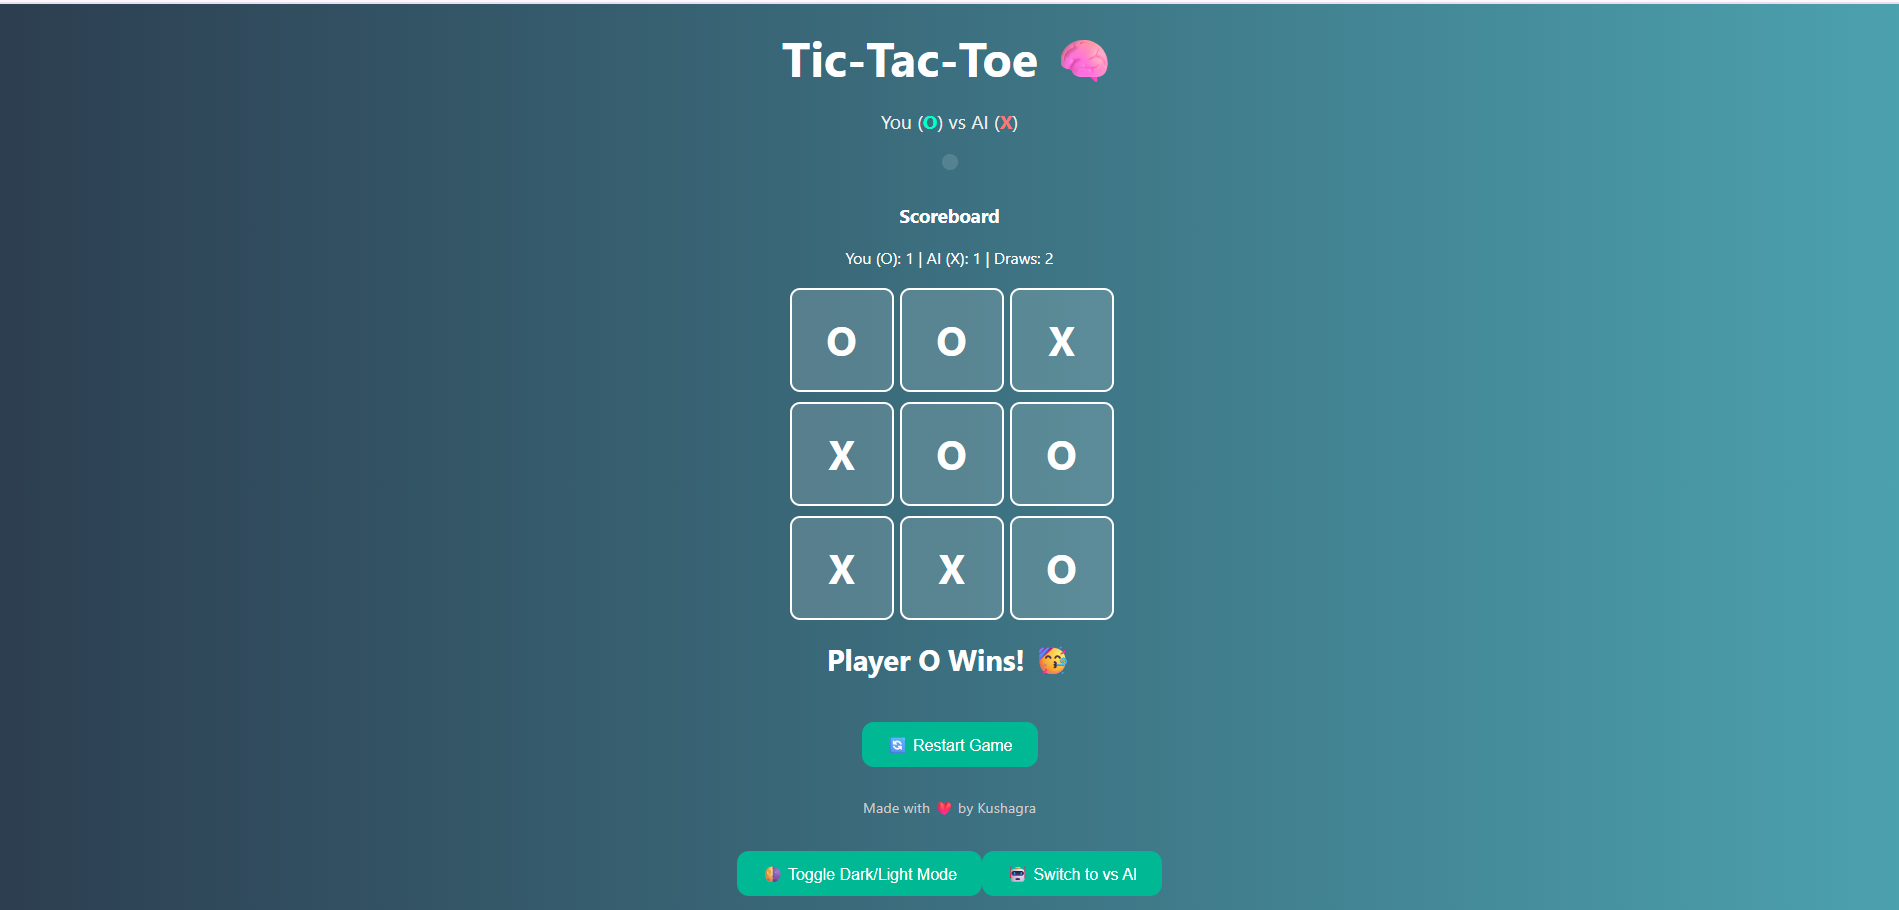 Tic-Tac-Toe 🧠
You (O) vs AI (X)
Scoreboard
You (O): 1 | AI (X): 1 | Draws: 2
O O X
X O O
X X O
Player O Wins! 🥳
🔄 Restart Game
Made with 💗 by Kushagra
🌗 Toggle Dark/Light Mode 🤖 Switch to vs AI